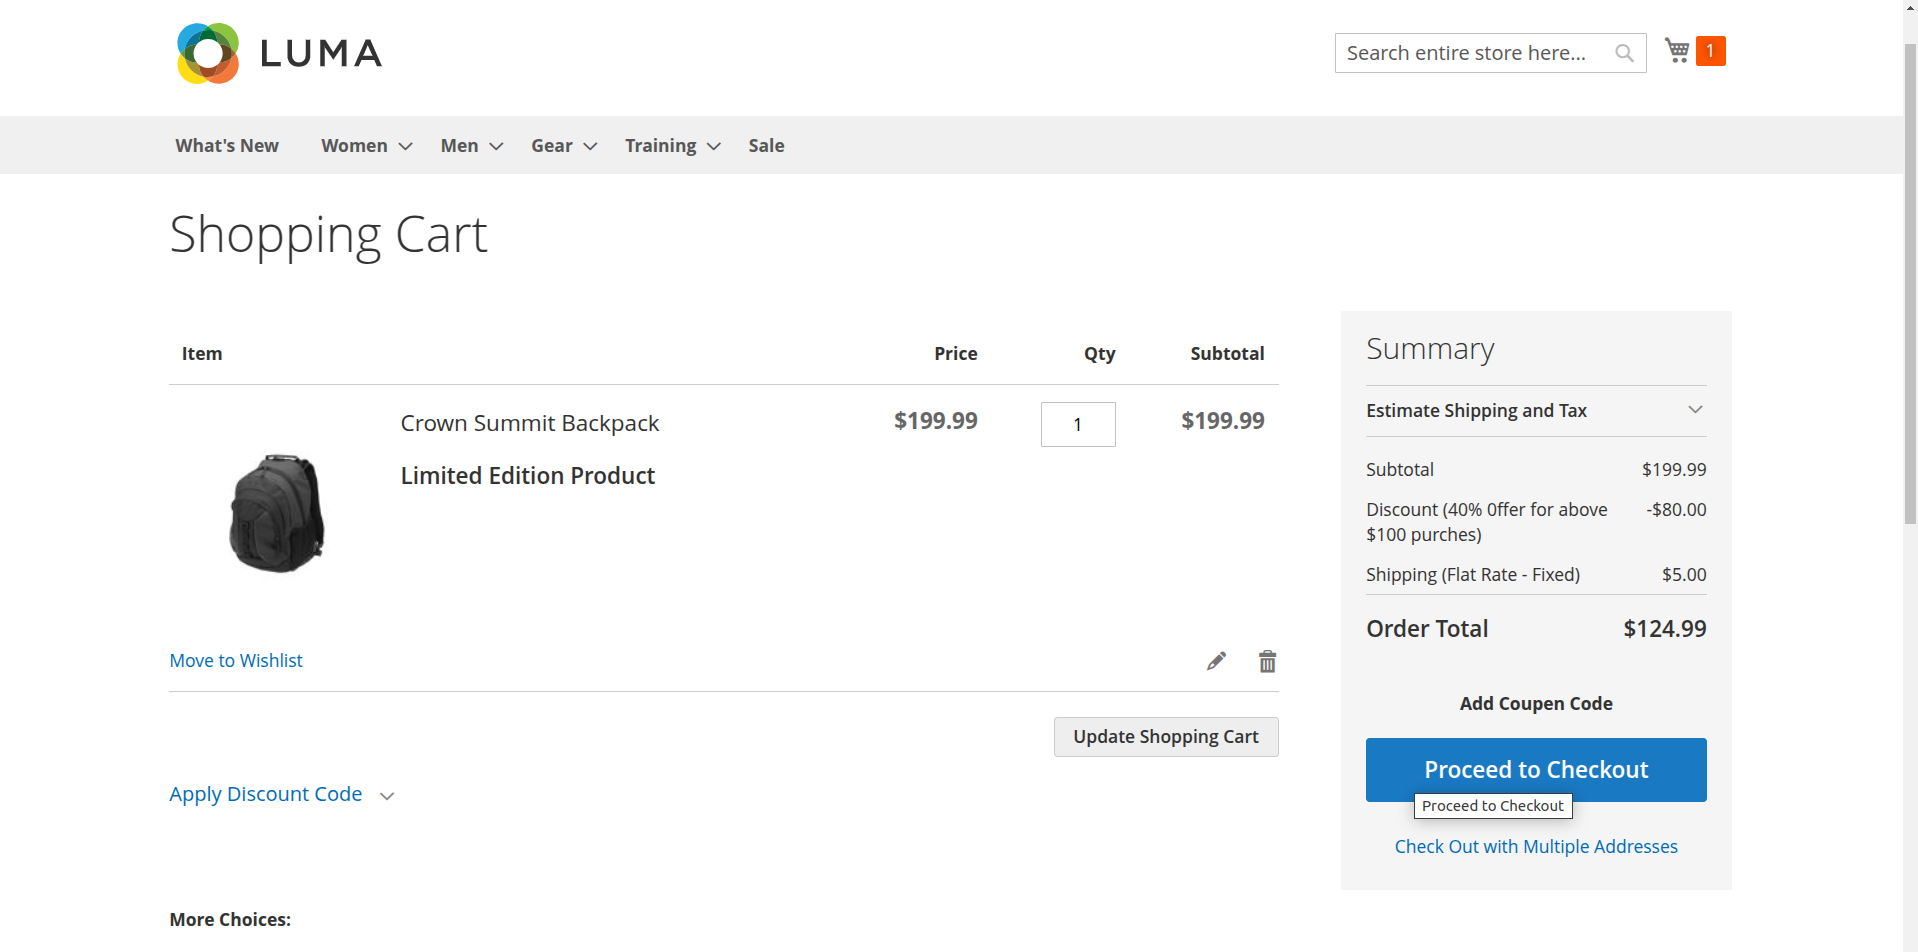 LUMA
Search entire store here...
1
What's New
Women
Men
Gear
Training
Sale
Shopping Cart
Item Price Qty Subtotal
Crown Summit Backpack $199.99 1 $199.99
Limited Edition Product
Move to Wishlist
Update Shopping Cart
Apply Discount Code
More Choices:
Summary
Estimate Shipping and Tax
Subtotal $199.99
Discount (40% 0ffer for above -$80.00
$100 purches)
Shipping (Flat Rate - Fixed) $5.00
Order Total $124.99
Add Coupen Code
Proceed to Checkout
Proceed to Checkout
Check Out with Multiple Addresses